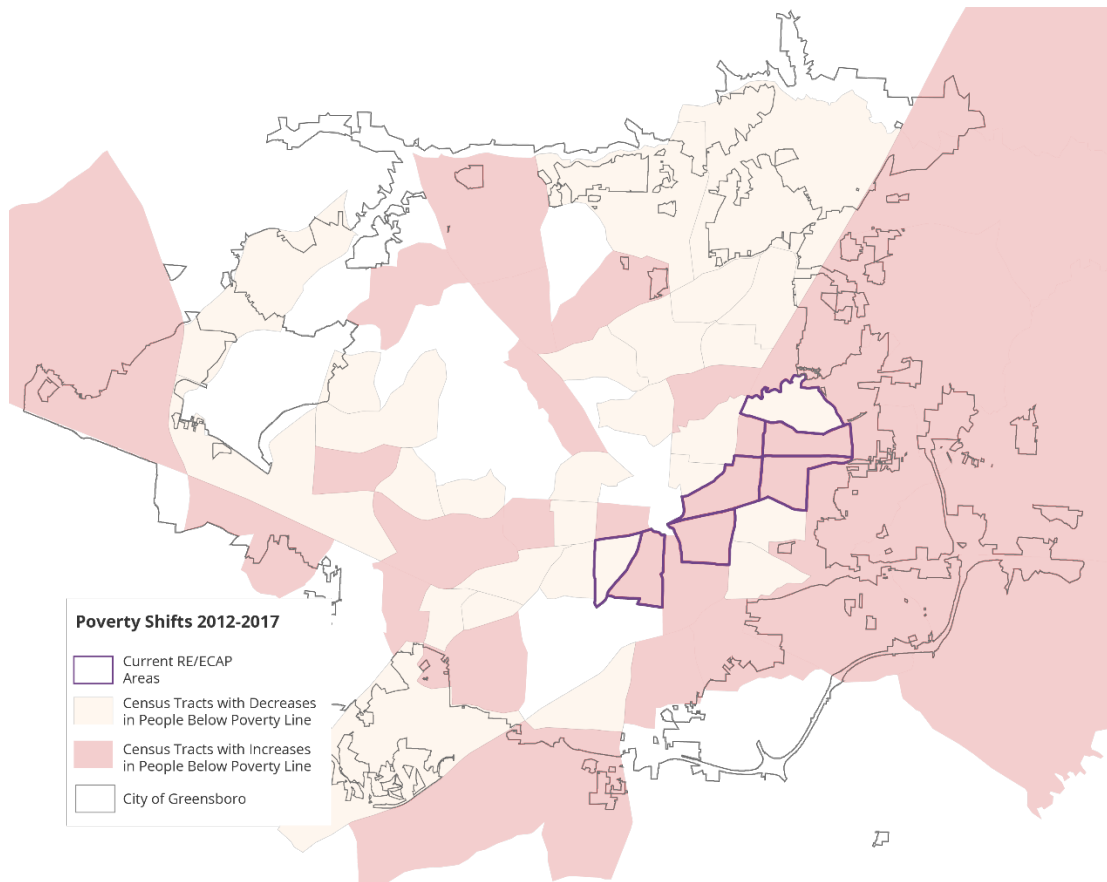 Poverty Shifts 2012-2017
Current RE/ECAP
Areas
Census Tracts with Decreases
in People Below Poverty Line
Census Tracts with Increases
in People Below Poverty Line
City of Greensboro